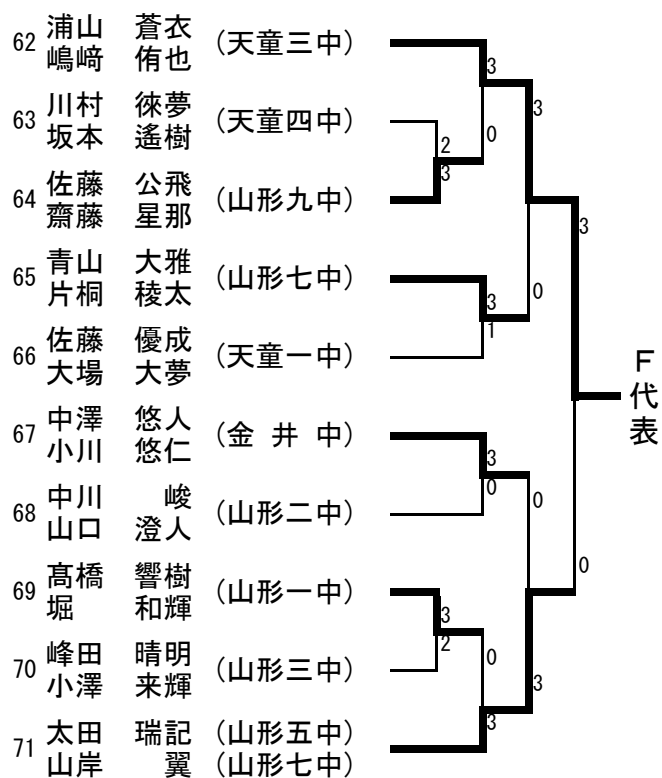 62 浦山 蒼衣 (天童三中)
嶋﨑 侑也
63 川村 徠夢 (天童四中)
坂本 遙樹
64 佐藤 公飛 (山形九中)
齋藤 星那
65 青山 大雅 (山形七中)
片桐 稜太
66 佐藤 優成 (天童一中)
大場 大夢
67 中澤 悠人 (金井中)
小川 悠仁
68 中川 峻 (山形二中)
山口 澄人
69 髙橋 響樹 (山形一中)
堀 和輝
70 峰田 晴明 (山形三中)
小澤 来輝
71 太田 瑞記 (山形五中)
山岸 翼 (山形七中)
3
0
2
3
3
0
3
1
3
0
0
3
2
0
3
3
3
0
F代表